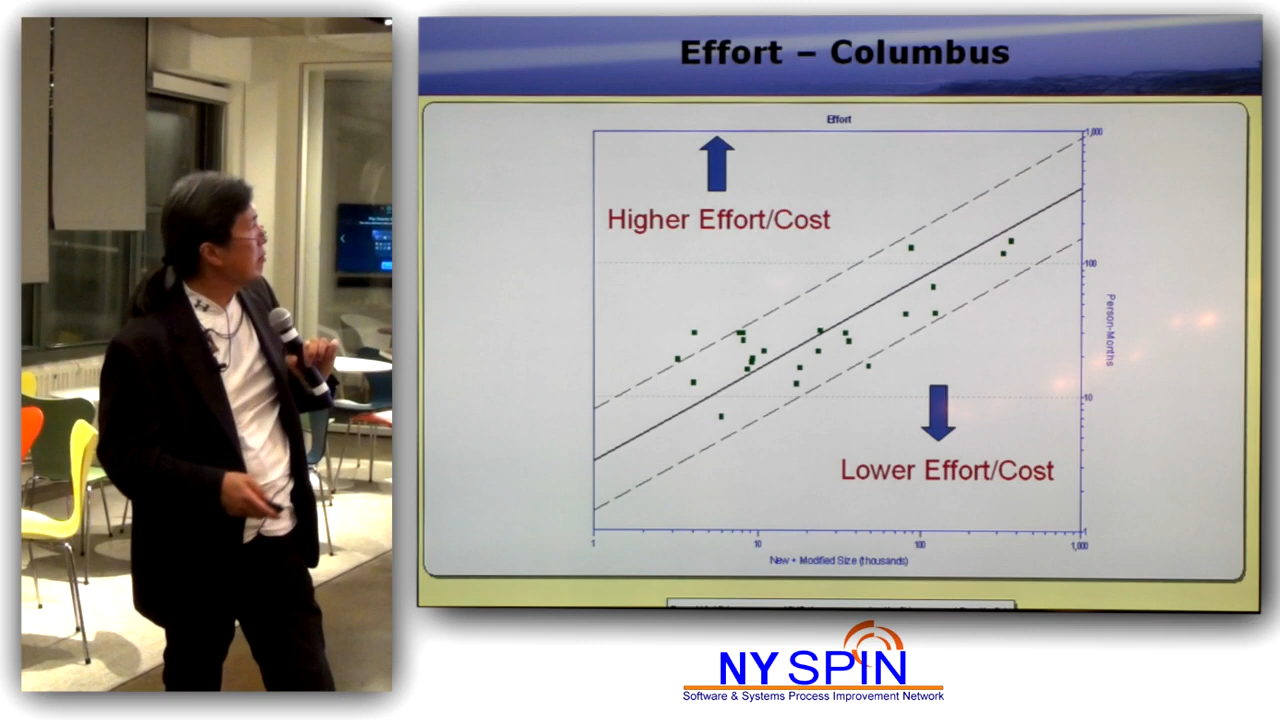 Effort – Columbus
Effort
1,000
Higher Effort/Cost
100
Person-Months
10
Lower Effort/Cost
1
1
10
100
1,000
New + Modified Size (thousands)
NY SPIN
Software & Systems Process Improvement Network